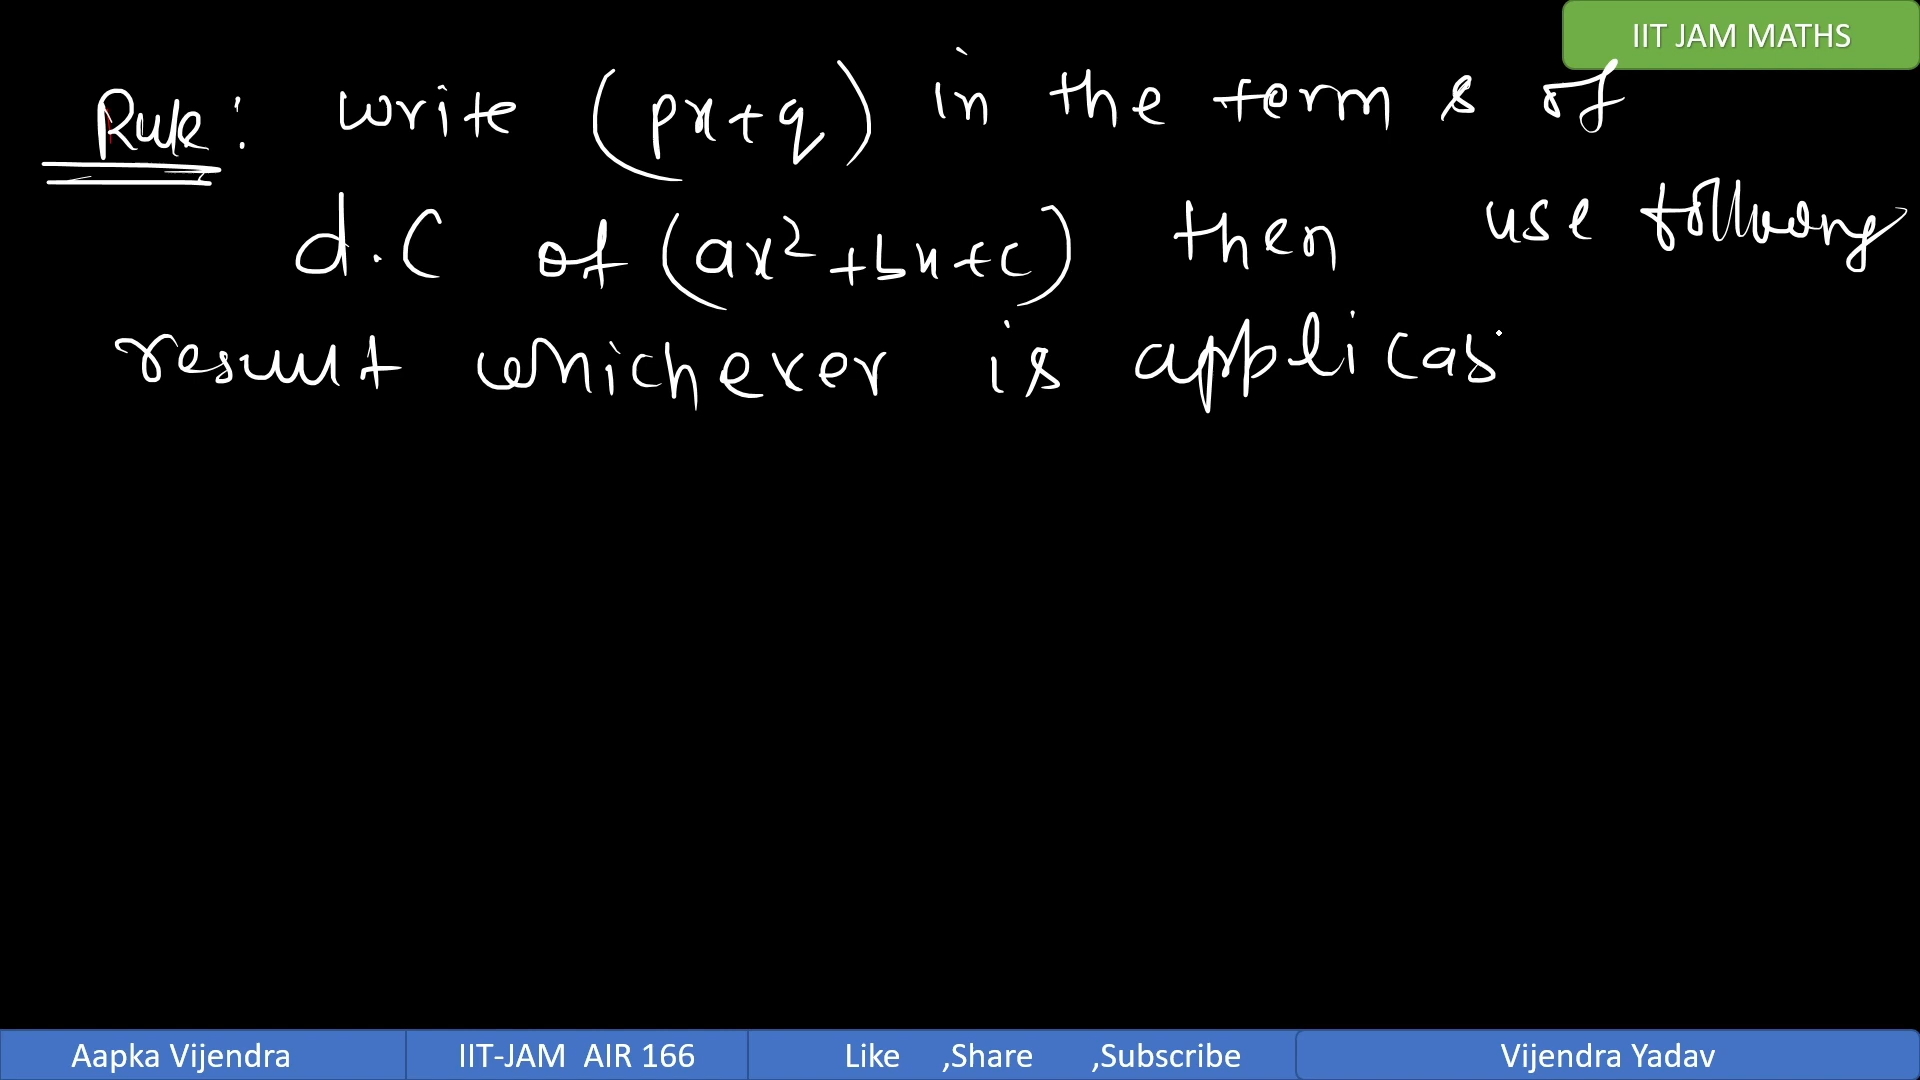 IIT JAM MATHS
Rule: write (px+q) in the terms of
d.c of (ax²+bx+c) then use following
result whichever is applicab
Aapka Vijendra IIT-JAM AIR 166 Like ,Share ,Subscribe Vijendra Yadav